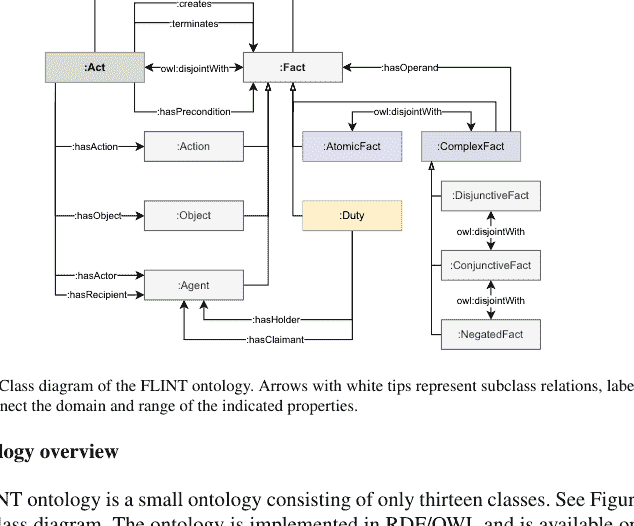 :creates
:terminates
:Act
owl:disjointWith
:Fact
:hasOperand
:hasPrecondition
owl:disjointWith
:hasAction
:Action
:AtomicFact
:ComplexFact
:DisjunctiveFact
:hasObject
:Object
:Duty
owl:disjointWith
:ConjunctiveFact
:hasActor
:Agent
:hasRecipient
owl:disjointWith
:hasHolder
:NegatedFact
:hasClaimant
Class diagram of the FLINT ontology. Arrows with white tips represent subclass relations, labe
nect the domain and range of the indicated properties.
logy overview
NT ontology is a small ontology consisting of only thirteen classes. See Figur
lass diagram. The ontology is implemented in RDF/OWL and is available on